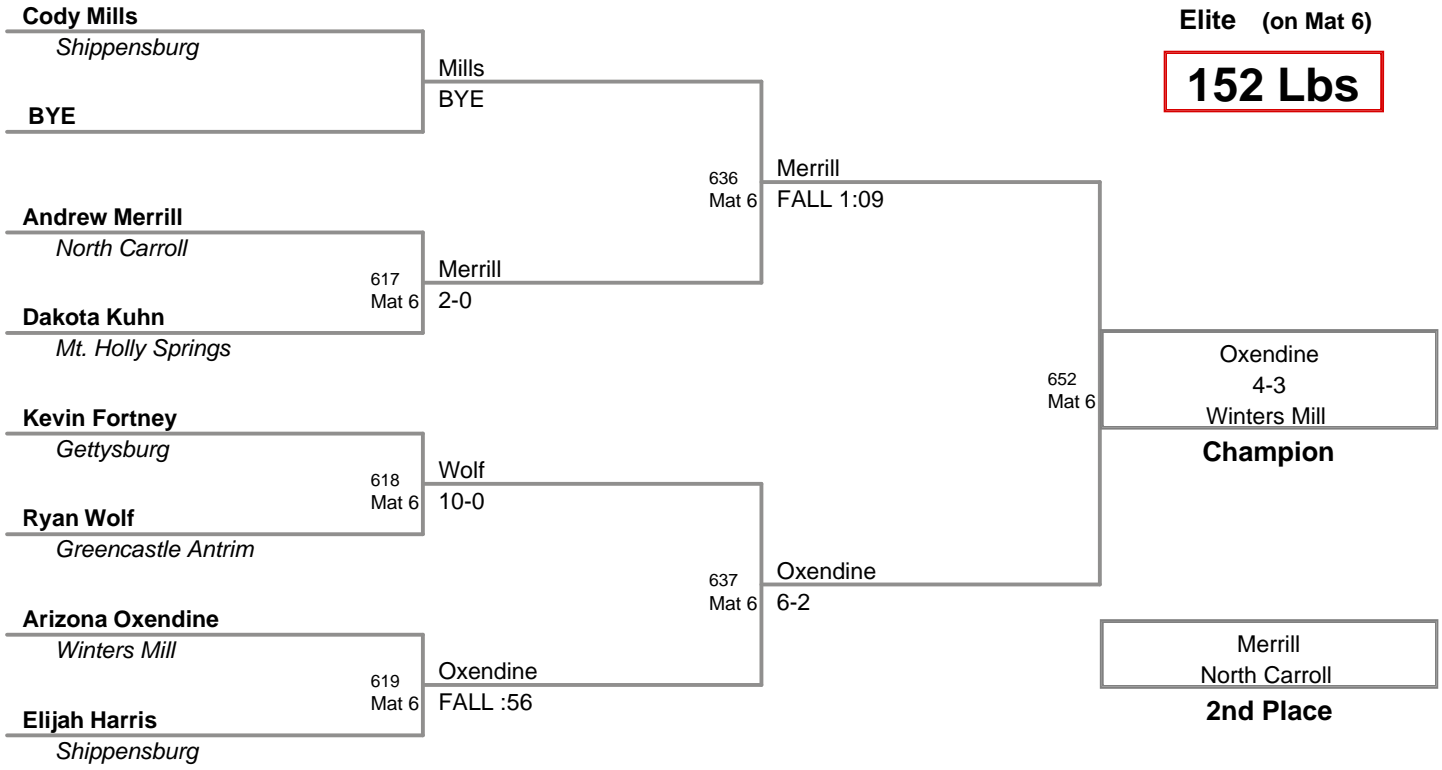 Cody Mills
Shippensburg
BYE
Andrew Merrill
North Carroll
Dakota Kuhn
Mt. Holly Springs
Kevin Fortney
Gettysburg
Ryan Wolf
Greencastle Antrim
Arizona Oxendine
Winters Mill
Elijah Harris
Shippensburg
Mills
BYE
617
Mat 6
Merrill
2-0
618
Mat 6
Wolf
10-0
619
Mat 6
Oxendine
FALL :56
636
Mat 6
Merrill
FALL 1:09
637
Mat 6
Oxendine
6-2
652
Mat 6
Elite (on Mat 6)
152 Lbs
Oxendine
4-3
Winters Mill
Champion
Merrill
North Carroll
2nd Place